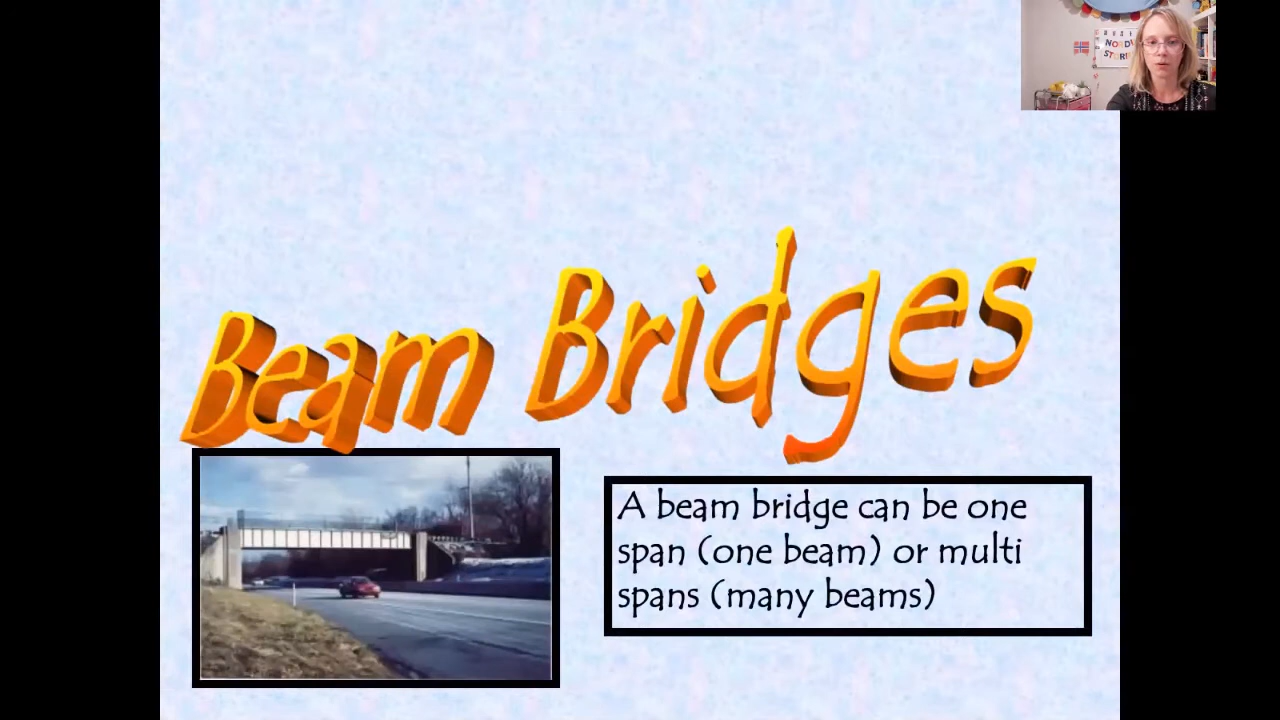 Beam Bridges
A beam bridge can be one
span (one beam) or multi
spans (many beams)